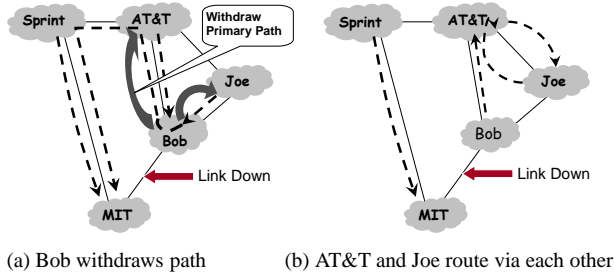 Sprint
AT&T
Withdraw
Primary Path
Joe
Bob
Link Down
MIT
(a) Bob withdraws path
Sprint
AT&T
Joe
Bob
Link Down
MIT
(b) AT&T and Joe route via each other